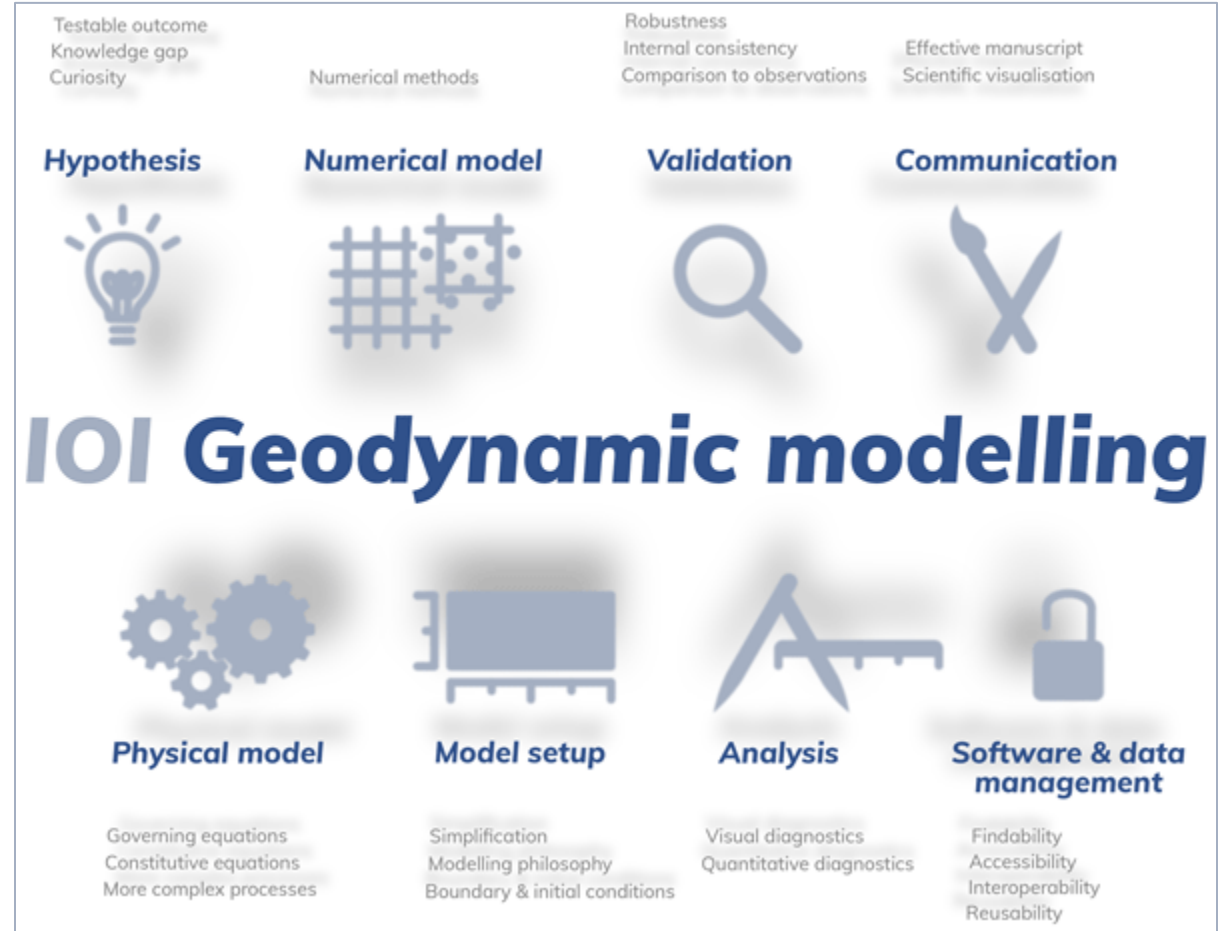 Testable outcome
Knowledge gap
Curiosity
Numerical methods
Robustness
Internal consistency
Comparison to observations
Effective manuscript
Scientific visualisation
Hypothesis
Numerical model
Validation
Communication
IOI Geodynamic modelling
Physical model
Model setup
Analysis
Software & data
management
Governing equations
Constitutive equations
More complex processes
Simplification
Modelling philosophy
Boundary & initial conditions
Visual diagnostics
Quantitative diagnostics
Findability
Accessibility
Interoperability
Reusability